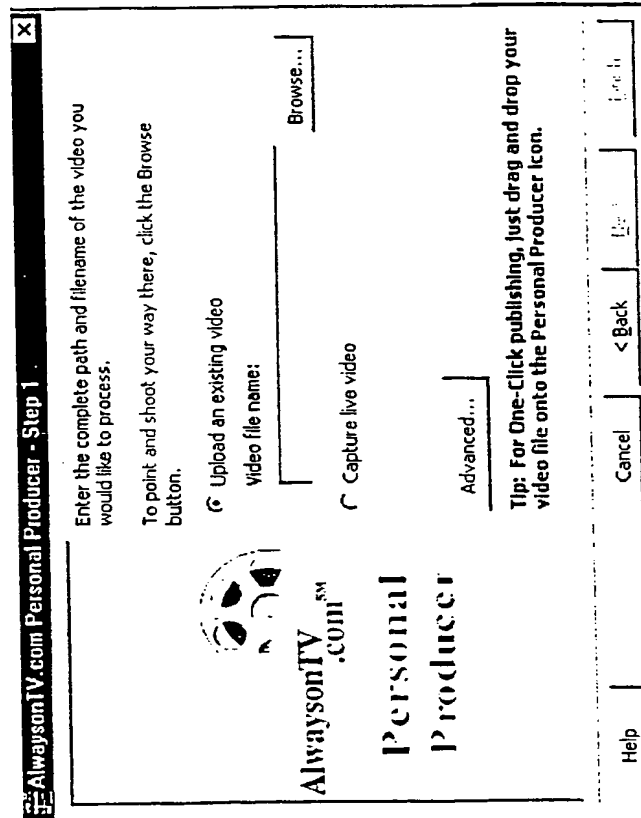 AlwaysonTV.com Personal Producer - Step 1
AlwaysonTV
.com℠
Personal
Producer
Enter the complete path and filename of the video you
would like to process.
To point and shoot your way there, click the Browse
button.
Upload an existing video
Video file name:
Browse...
Capture live video
Advanced...
Tip: For One-Click publishing, just drag and drop your
video file onto the Personal Producer Icon.
Help
Cancel
< Back